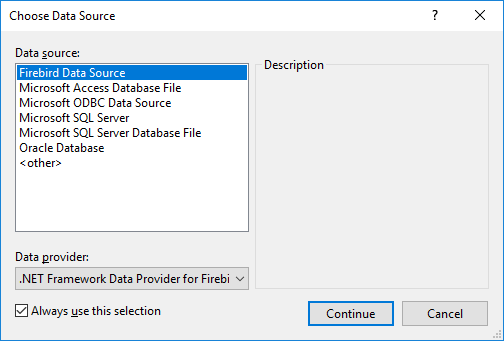 Choose Data Source
?
Data source:
Firebird Data Source
Microsoft Access Database File
Microsoft ODBC Data Source
Microsoft SQL Server
Microsoft SQL Server Database File
Oracle Database
<other>
Description
Data provider:
.NET Framework Data Provider for Firebi
Always use this selection
Continue
Cancel